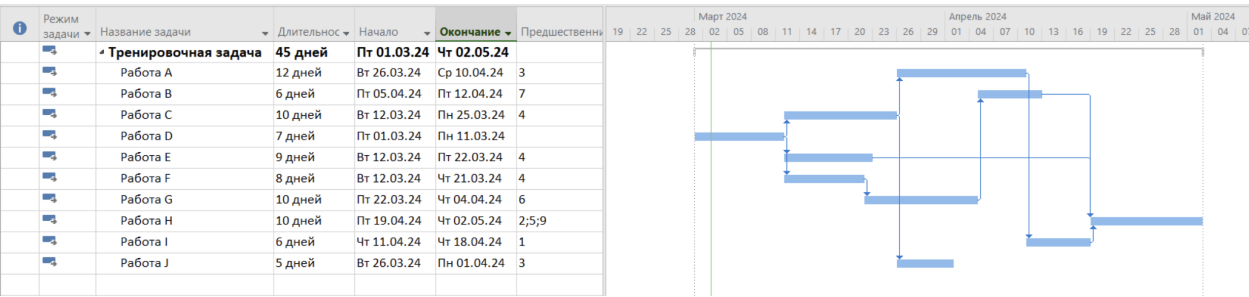 Март 2024 Апрель 2024 Май 2024
Режим задачи Название задачи Длительнос Начало Окончание Предшественни 19 22 25 28 02 05 08 11 14 17 20 23 26 29 01 04 07 10 13 16 19 22 25 28 01 04 07
Тренировочная задача 45 дней Пт 01.03.24 Чт 02.05.24
Работа A 12 дней Вт 26.03.24 Ср 10.04.24 3
Работа B 6 дней Пт 05.04.24 Пт 12.04.24 7
Работа C 10 дней Вт 12.03.24 Пн 25.03.24 4
Работа D 7 дней Пт 01.03.24 Пн 11.03.24
Работа E 9 дней Вт 12.03.24 Пт 22.03.24 4
Работа F 8 дней Вт 12.03.24 Чт 21.03.24 4
Работа G 10 дней Пт 22.03.24 Чт 04.04.24 6
Работа H 10 дней Пт 19.04.24 Чт 02.05.24 2;5;9
Работа I 6 дней Чт 11.04.24 Чт 18.04.24 1
Работа J 5 дней Вт 26.03.24 Пн 01.04.24 3